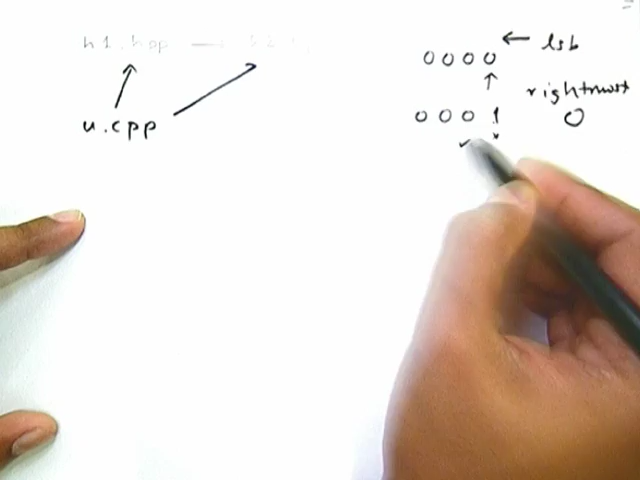 h1.hpp
u.cpp
0 0 0 0 ← lsb
rightmost
0 0 0 1 0